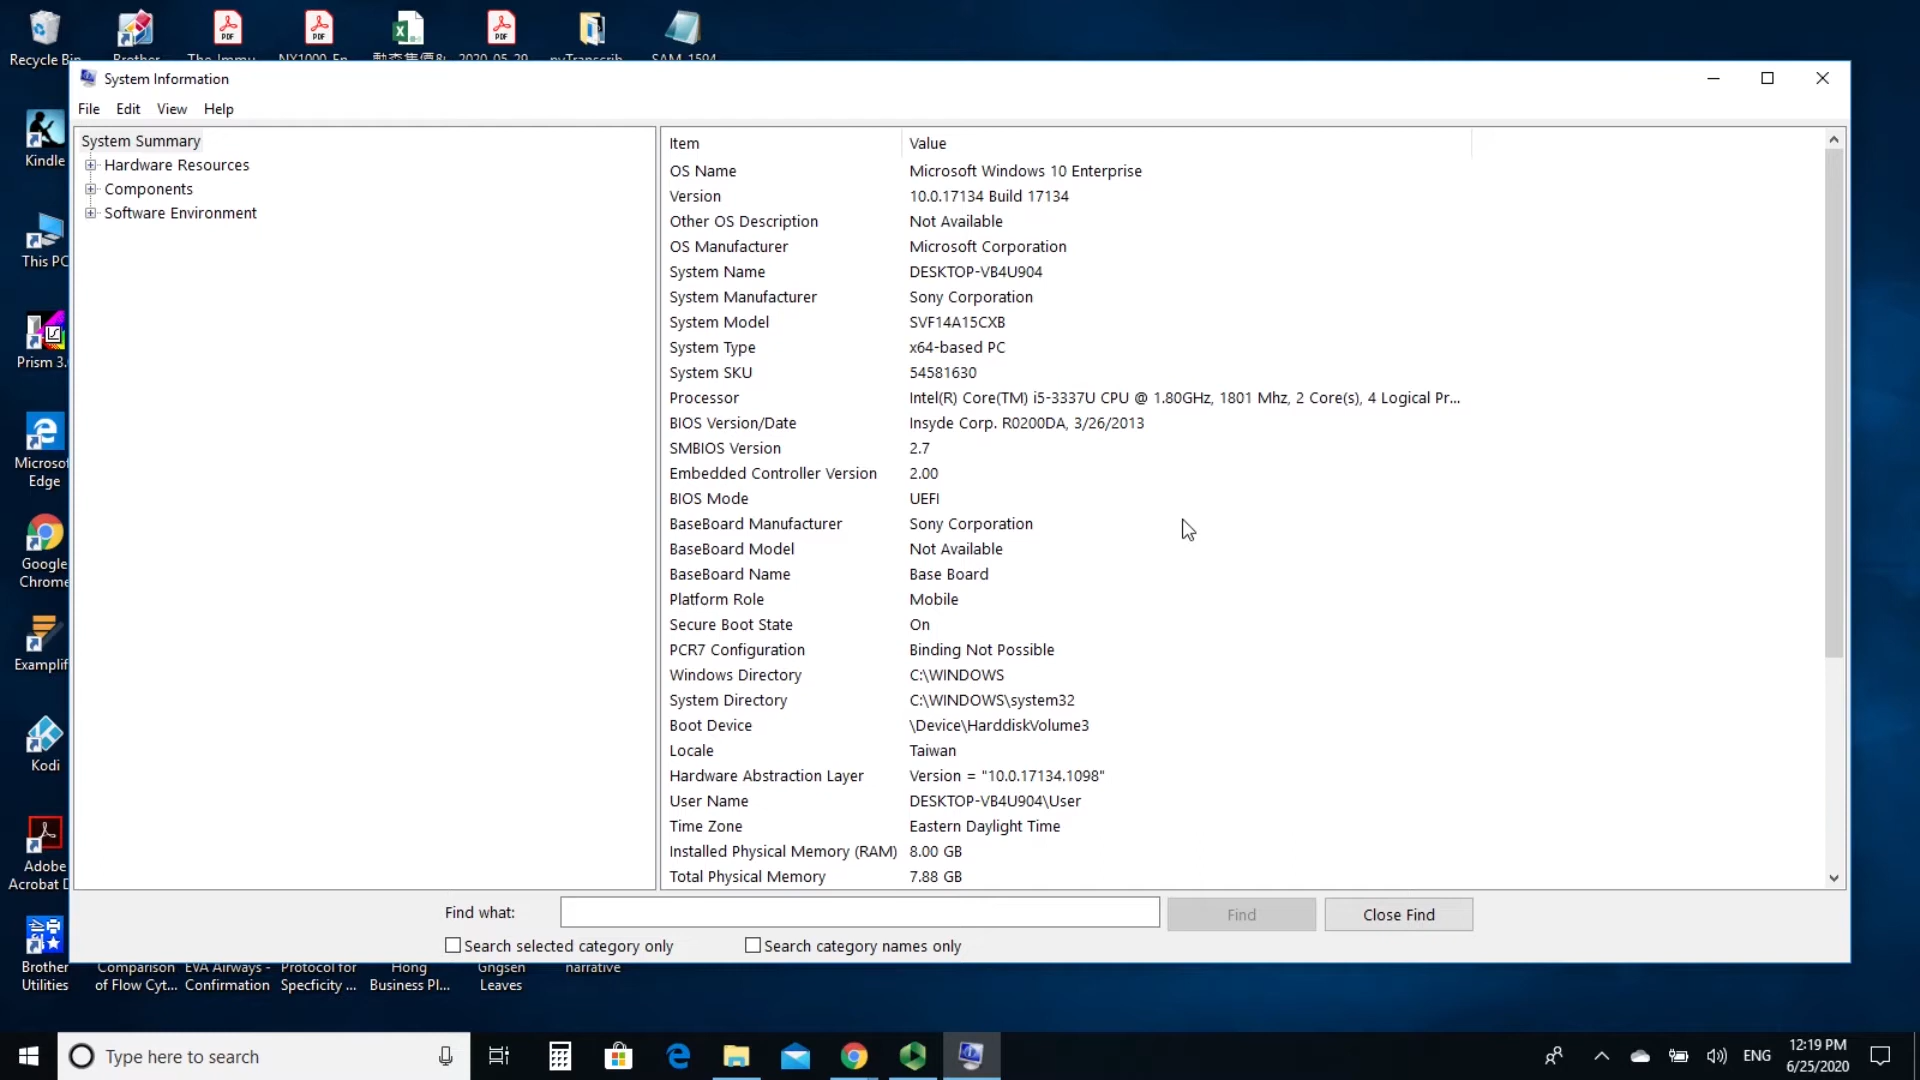 Recycle Bin
System Information
File Edit View Help
System Summary
Hardware Resources
Components
Software Environment
Item Value
OS Name Microsoft Windows 10 Enterprise
Version 10.0.17134 Build 17134
Other OS Description Not Available
OS Manufacturer Microsoft Corporation
System Name DESKTOP-VB4U904
System Manufacturer Sony Corporation
System Model SVF14A15CXB
System Type x64-based PC
System SKU 54581630
Processor Intel(R) Core(TM) i5-3337U CPU @ 1.80GHz, 1801 Mhz, 2 Core(s), 4 Logical Pr...
BIOS Version/Date Insyde Corp. R0200DA, 3/26/2013
SMBIOS Version 2.7
Embedded Controller Version 2.00
BIOS Mode UEFI
BaseBoard Manufacturer Sony Corporation
BaseBoard Model Not Available
BaseBoard Name Base Board
Platform Role Mobile
Secure Boot State On
PCR7 Configuration Binding Not Possible
Windows Directory C:\WINDOWS
System Directory C:\WINDOWS\system32
Boot Device \Device\HarddiskVolume3
Locale Taiwan
Hardware Abstraction Layer Version = "10.0.17134.1098"
User Name DESKTOP-VB4U904\User
Time Zone Eastern Daylight Time
Installed Physical Memory (RAM) 8.00 GB
Total Physical Memory 7.88 GB
Find what: Find Close Find
Search selected category only Search category names only
Kindle
This PC
Prism 3.
Microsof
Edge
Google
Chrome
Examplif
Kodi
Adobe
Acrobat D
Brother
Utilities
Comparison
of Flow Cyt...
EVA Airways -
Confirmation
Protocol for
Specficity ...
Hong
Business Pl...
Leaves
narrative
Type here to search
ENG
12:19 PM
6/25/2020